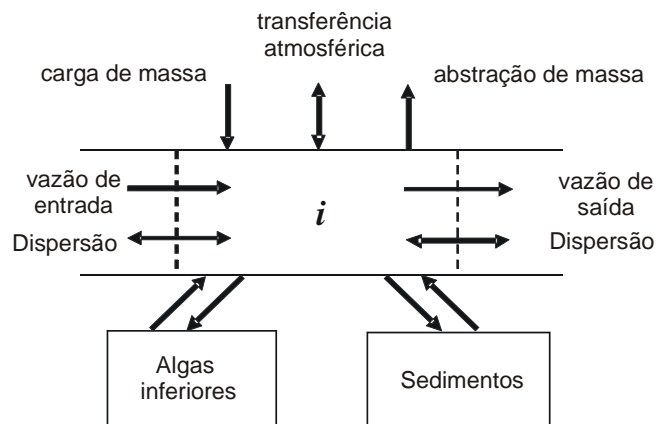 transferência
atmosférica
carga de massa
abstração de massa
vazão de
entrada
i
vazão de
saída
Dispersão
Dispersão
Algas
inferiores
Sedimentos